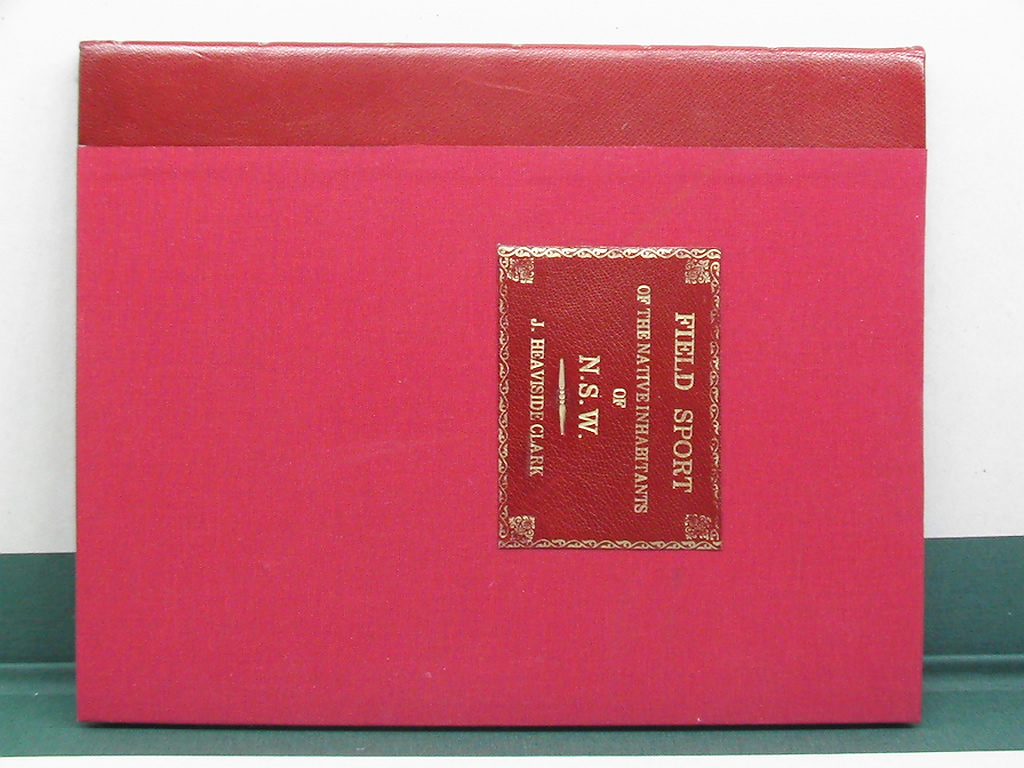 FIELD SPORT
OF THE NATIVE INHABITANTS
OF
N.S.W.
J. HEAVISIDE CLARK